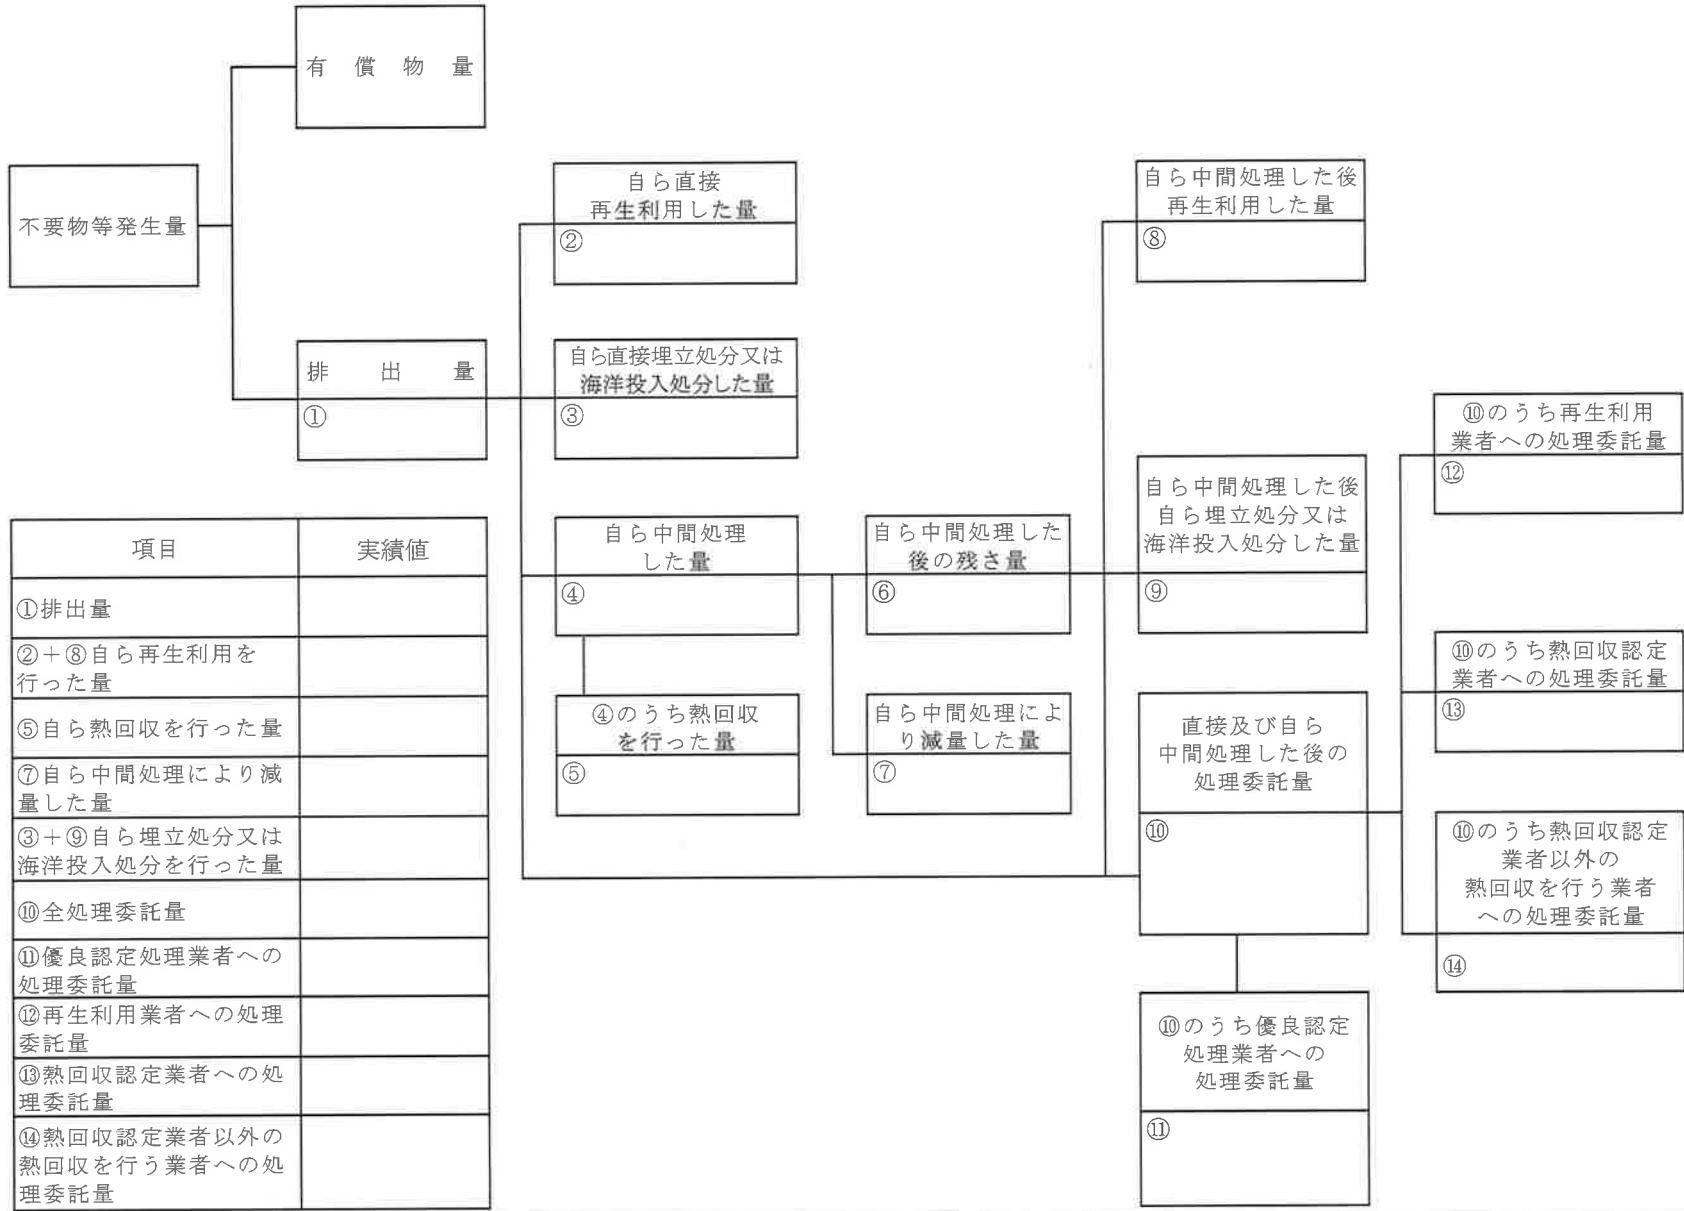 有償物量
不要物等発生量
排出量
①
自ら直接
再生利用した量
②
自ら直接埋立処分又は
海洋投入処分した量
③
自ら中間処理
した量
④
④のうち熱回収
を行った量
⑤
自ら中間処理した
後の残さ量
⑥
自ら中間処理によ
り減量した量
⑦
自ら中間処理した後
再生利用した量
⑧
自ら中間処理した後
自ら埋立処分又は
海洋投入処分した量
⑨
直接及び自ら
中間処理した後の
処理委託量
⑩
⑩のうち優良認定
処理業者への
処理委託量
⑪
⑩のうち再生利用
業者への処理委託量
⑫
⑩のうち熱回収認定
業者への処理委託量
⑬
⑩のうち熱回収認定
業者以外の
熱回収を行う業者
への処理委託量
⑭
項目 実績値
①排出量
②+⑧自ら再生利用を
行った量
⑤自ら熱回収を行った量
⑦自ら中間処理により減
量した量
③+⑨自ら埋立処分又は
海洋投入処分を行った量
⑩全処理委託量
⑪優良認定処理業者への
処理委託量
⑫再生利用業者への処理
委託量
⑬熱回収認定業者への処
理委託量
⑭熱回収認定業者以外の
熱回収を行う業者への処
理委託量